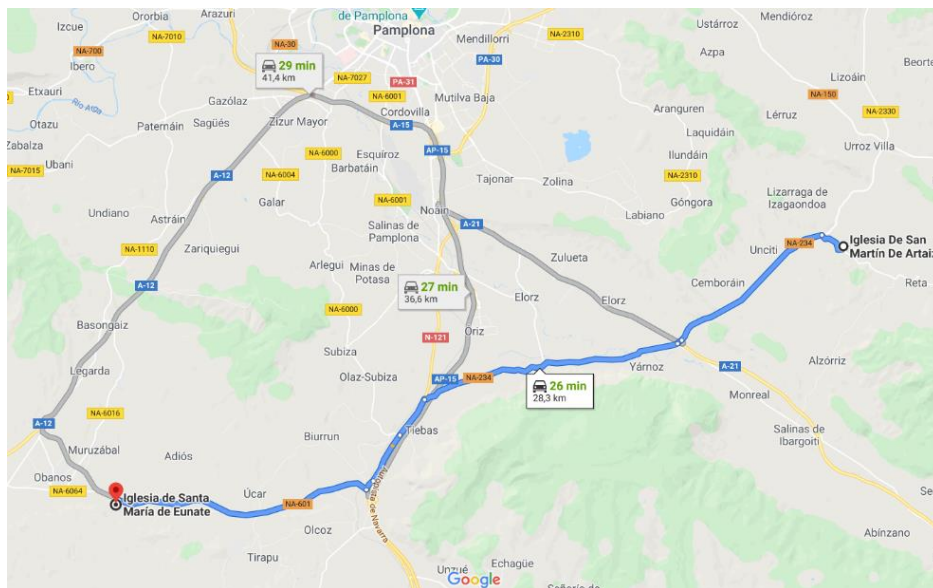 Izcue
Ororbia
Arazuri
de Pamplona
Pamplona
Mendillorri
NA-2310
Ustárroz
Mendióroz
NA-7010
NA-700
Ibero
NA-30
PA-30
Azpa
Lizoáin
Beorte
29 min
41,4 km
NA-7027
PA-31
NA-150
Etxauri
Río Arga
Gazólaz
NA-6001
Mutilva Baja
Aranguren
Lérruz
NA-2330
Otazu
Paternáin
Sagüés
Zizur Mayor
Cordovilla
A-15
Laquidáin
Zabalza
Ubani
NA-7015
NA-6000
Esquiroz
Barbatáin
AP-15
Ilundáin
Urroz Villa
A-12
NA-6004
Tajonar
Zolina
NA-2310
Góngora
Lizarraga de
Izagaondoa
Undiano
Astráin
Galar
NA-6001
Noain
A-21
Labiano
Salinas de
Pamplona
NA-1110
Zariquiegui
Unciti
NA-234
Iglesia De San
Martín De Artaiz
Arlegui
Minas de
Potasa
Zulueta
A-12
27 min
36,6 km
Elorz
Elorz
Cemboráin
Reta
NA-6000
Basongaiz
N-121
Oriz
Subiza
Legarda
Olaz-Subiza
AP-15
NA-234
26 min
28,3 km
Yárnoz
A-21
Alzórriz
Monreal
NA-6016
A-12
Biurrun
Tiebas
Salinas de
Ibargoiti
Muruzábal
Adiós
Obanos
NA-6064
Iglesia de Santa
María de Eunate
Úcar
NA-601
Autopista de Navarra
Olcoz
Tirapu
Abínzano
Unzué
Echagüe
Google